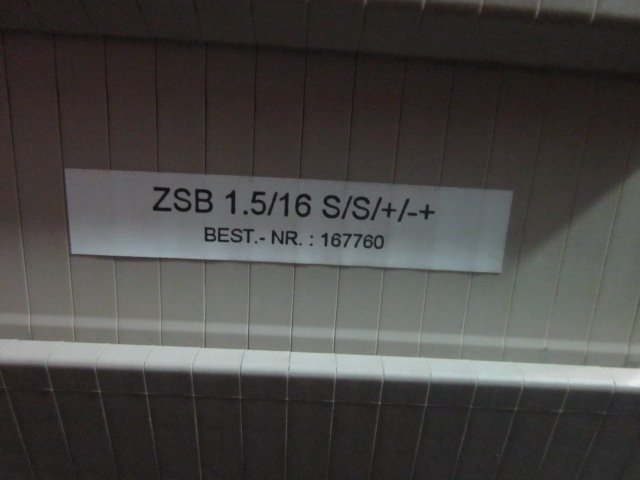 ZSB 1.5/16 S/S/+/-+
BEST.- NR. : 167760